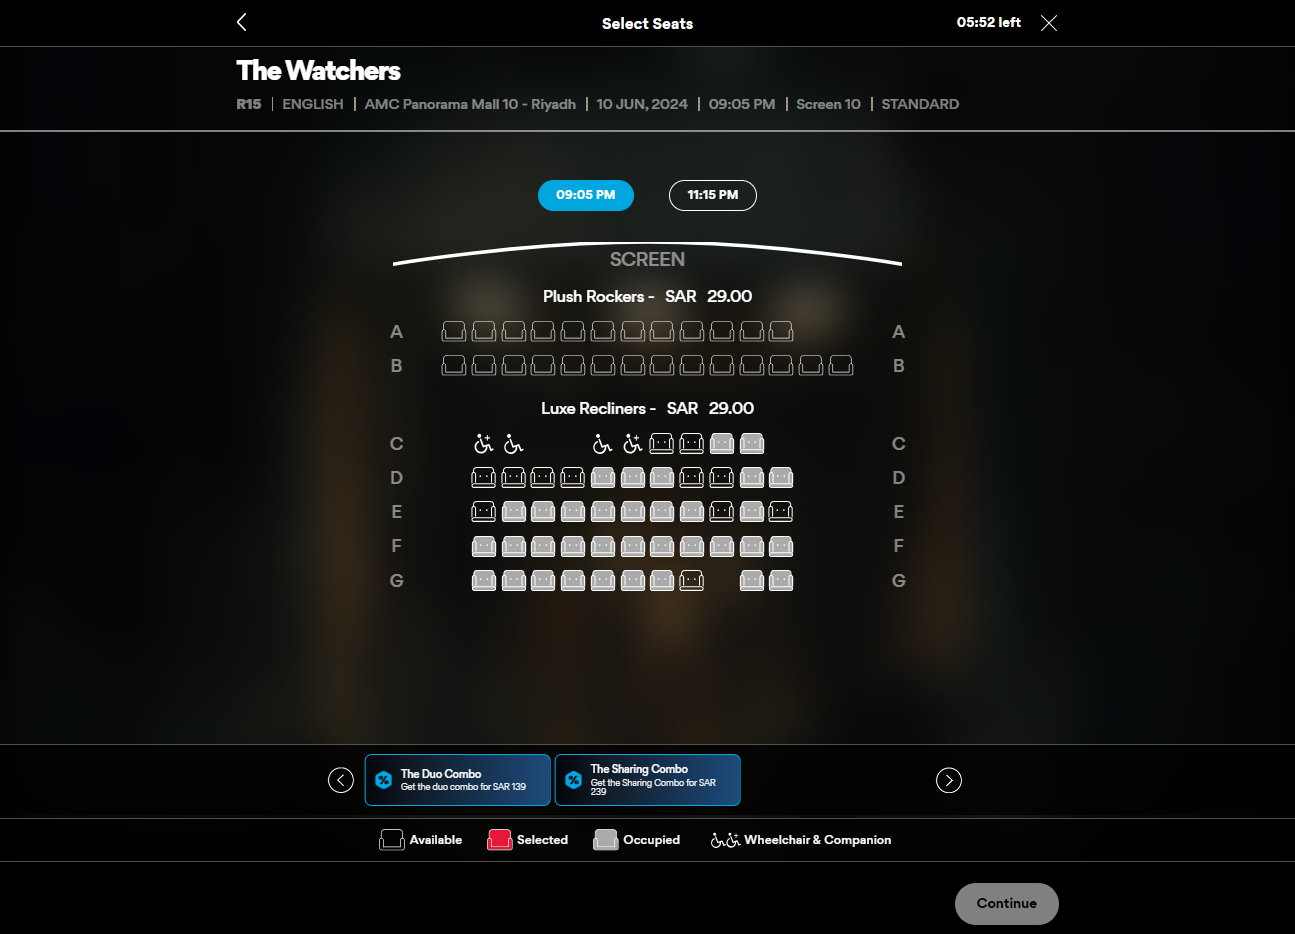 Select Seats
05:52 left
The Watchers
R15 | ENGLISH | AMC Panorama Mall 10 - Riyadh | 10 JUN, 2024 | 09:05 PM | Screen 10 | STANDARD
09:05 PM
11:15 PM
SCREEN
Plush Rockers - SAR 29.00
A A
B B
Luxe Recliners - SAR 29.00
C C
D D
E E
F F
G G
The Duo Combo
Get the duo combo for SAR 139
The Sharing Combo
Get the Sharing Combo for SAR
239
Available
Selected
Occupied
Wheelchair & Companion
Continue